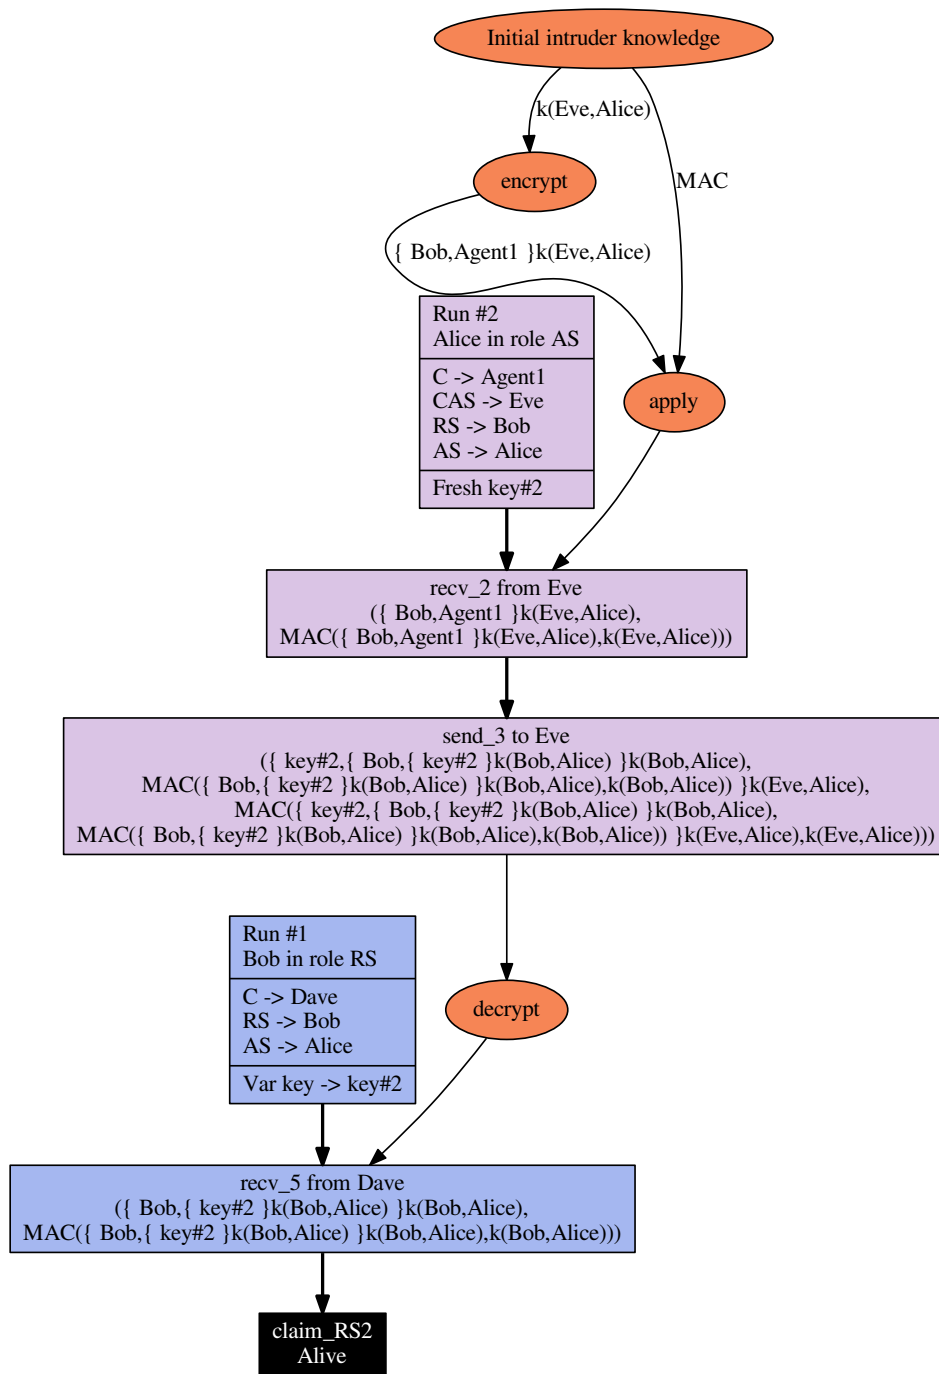 Initial intruder knowledge
k(Eve,Alice)
encrypt
MAC
{ Bob,Agent1 }k(Eve,Alice)
Run #2
Alice in role AS
C -> Agent1
CAS -> Eve
RS -> Bob
AS -> Alice
Fresh key#2
apply
recv_2 from Eve
({ Bob,Agent1 }k(Eve,Alice),
MAC({ Bob,Agent1 }k(Eve,Alice),k(Eve,Alice)))
send_3 to Eve
({ key#2,{ Bob,{ key#2 }k(Bob,Alice) }k(Bob,Alice),
MAC({ Bob,{ key#2 }k(Bob,Alice) }k(Bob,Alice),k(Bob,Alice)) }k(Eve,Alice),
MAC({ key#2,{ Bob,{ key#2 }k(Bob,Alice) }k(Bob,Alice),
MAC({ Bob,{ key#2 }k(Bob,Alice) }k(Bob,Alice),k(Bob,Alice)) }k(Eve,Alice),k(Eve,Alice)))
Run #1
Bob in role RS
C -> Dave
RS -> Bob
AS -> Alice
Var key -> key#2
decrypt
recv_5 from Dave
({ Bob,{ key#2 }k(Bob,Alice) }k(Bob,Alice),
MAC({ Bob,{ key#2 }k(Bob,Alice) }k(Bob,Alice),k(Bob,Alice)))
claim_RS2
Alive